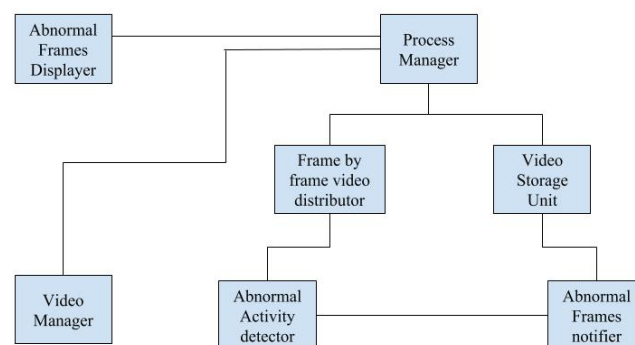 Abnormal
Frames
Displayer
Process
Manager
Frame by
frame video
distributor
Video
Storage
Unit
Video
Manager
Abnormal
Activity
detector
Abnormal
Frames
notifier